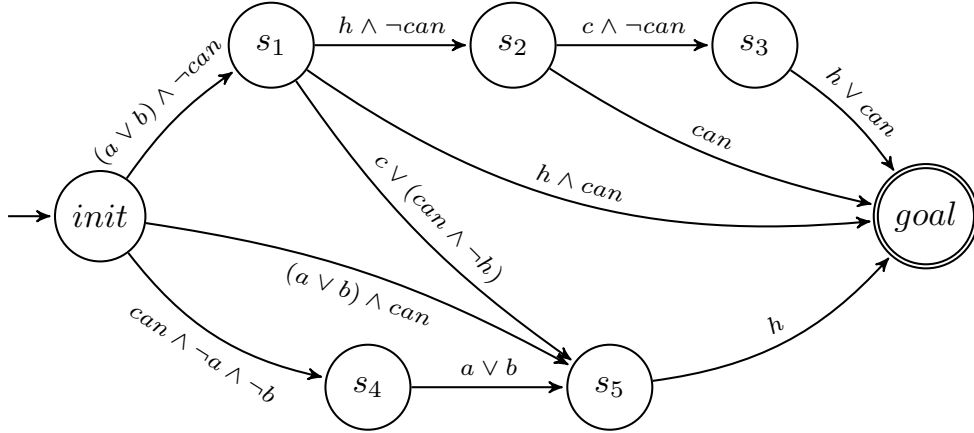 s₁
h ∧ ¬can
s₂
c ∧ ¬can
s₃
(a ∨ b) ∧ ¬can
h ∨ can
can
c ∨ (can ∧ ¬h)
h ∧ can
init
goal
(a ∨ b) ∧ can
can ∧ ¬a ∧ ¬b
h
s₄
a ∨ b
s₅